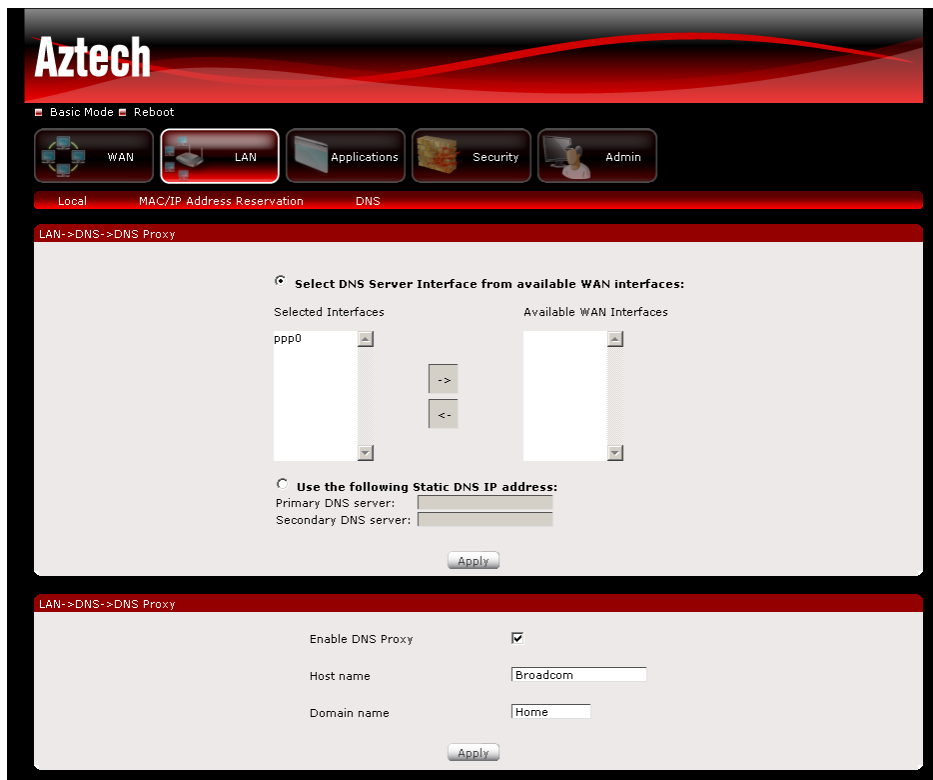 Aztech
Basic Mode Reboot
WAN LAN Applications Security Admin
Local MAC/IP Address Reservation DNS
LAN->DNS->DNS Proxy
Select DNS Server Interface from available WAN interfaces:
Selected Interfaces Available WAN Interfaces
ppp0
->
<-
Use the following Static DNS IP address:
Primary DNS server:
Secondary DNS server:
Apply
LAN->DNS->DNS Proxy
Enable DNS Proxy
Host name Broadcom
Domain name Home
Apply